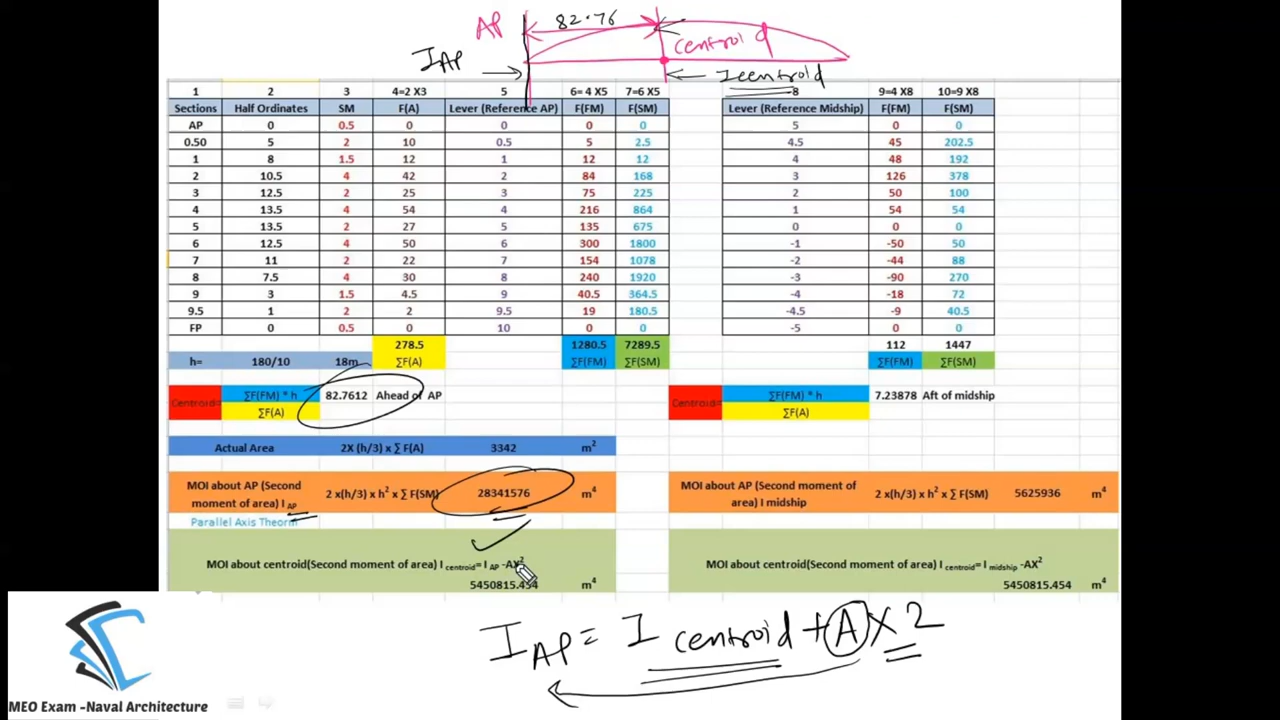 AP 82.76
centroid
I AP
Icentroid
1 2 3 4=2 X3 5 6= 4 X5 7=6 X5 8 9=4 X8 10=9 X8
Sections Half Ordinates SM F(A) Lever (Reference AP) F(FM) F(SM) Lever (Reference Midship) F(FM) F(SM)
AP 0 0.5 0 0 0 0 5 0 0
0.50 5 2 10 0.5 5 2.5 4.5 45 202.5
1 8 1.5 12 1 12 12 4 48 192
2 10.5 4 42 2 84 168 3 126 378
3 12.5 2 25 3 75 225 2 50 100
4 13.5 4 54 4 216 864 1 54 54
5 13.5 2 27 5 135 675 0 0 0
6 12.5 4 50 6 300 1800 -1 -50 50
7 11 2 22 7 154 1078 -2 -44 88
8 7.5 4 30 8 240 1920 -3 -90 270
9 3 1.5 4.5 9 40.5 364.5 -4 -18 72
9.5 1 2 2 9.5 19 180.5 -4.5 -9 40.5
FP 0 0.5 0 10 0 0 -5 0 0
278.5 1280.5 7289.5 112 1447
h= 180/10 18m ∑F(A) ∑F(FM) ∑F(SM) ∑F(FM) ∑F(SM)
Centroid= ∑F(FM) * h 82.7612 Ahead of AP Centroid= ∑F(FM) * h 7.23878 Aft of midship
∑F(A) ∑F(A)
Actual Area 2X (h/3) x ∑ F(A) 3342 m²
MOI about AP (Second moment of area) I AP 2 x(h/3) x h² x ∑ F(SM) 28341576 m⁴ MOI about AP (Second moment of area) I midship 2 x(h/3) x h² x ∑ F(SM) 5625936 m⁴
Parallel Axis Theorm
MOI about centroid(Second moment of area) I centroid= I AP -AX² MOI about centroid(Second moment of area) I centroid= I midship -AX²
5450815.454 m⁴ 5450815.454 m⁴
I AP = I centroid + A X 2
MEO Exam -Naval Architecture